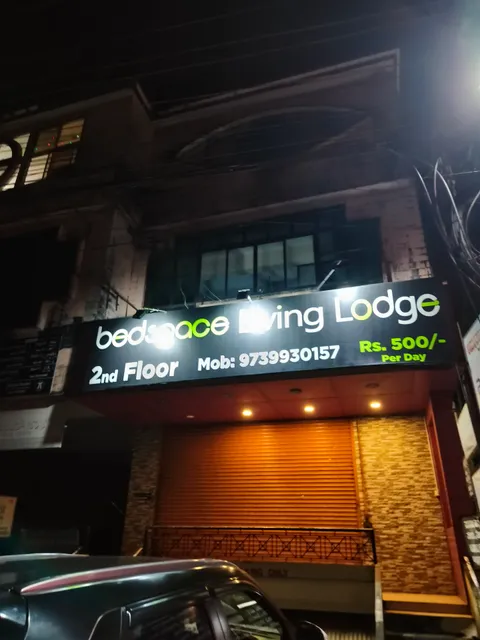 bedspace Living Lodge
2nd Floor Mob: 9739930157 Rs. 500/-
Per Day